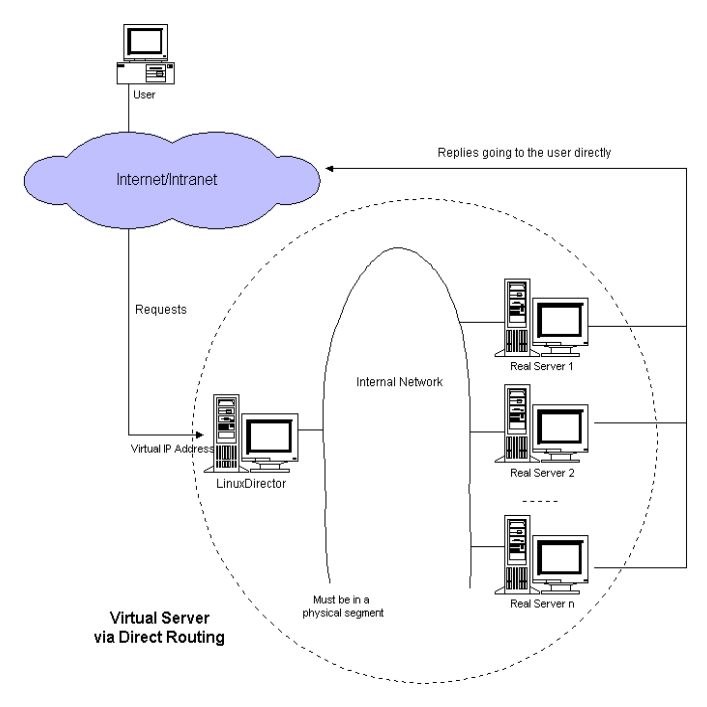 User
Replies going to the user directly
Internet/Intranet
Requests
Internal Network
Real Server 1
Virtual IP Address
LinuxDirector
Real Server 2
Must be in a
physical segment
Real Server n
Virtual Server
via Direct Routing